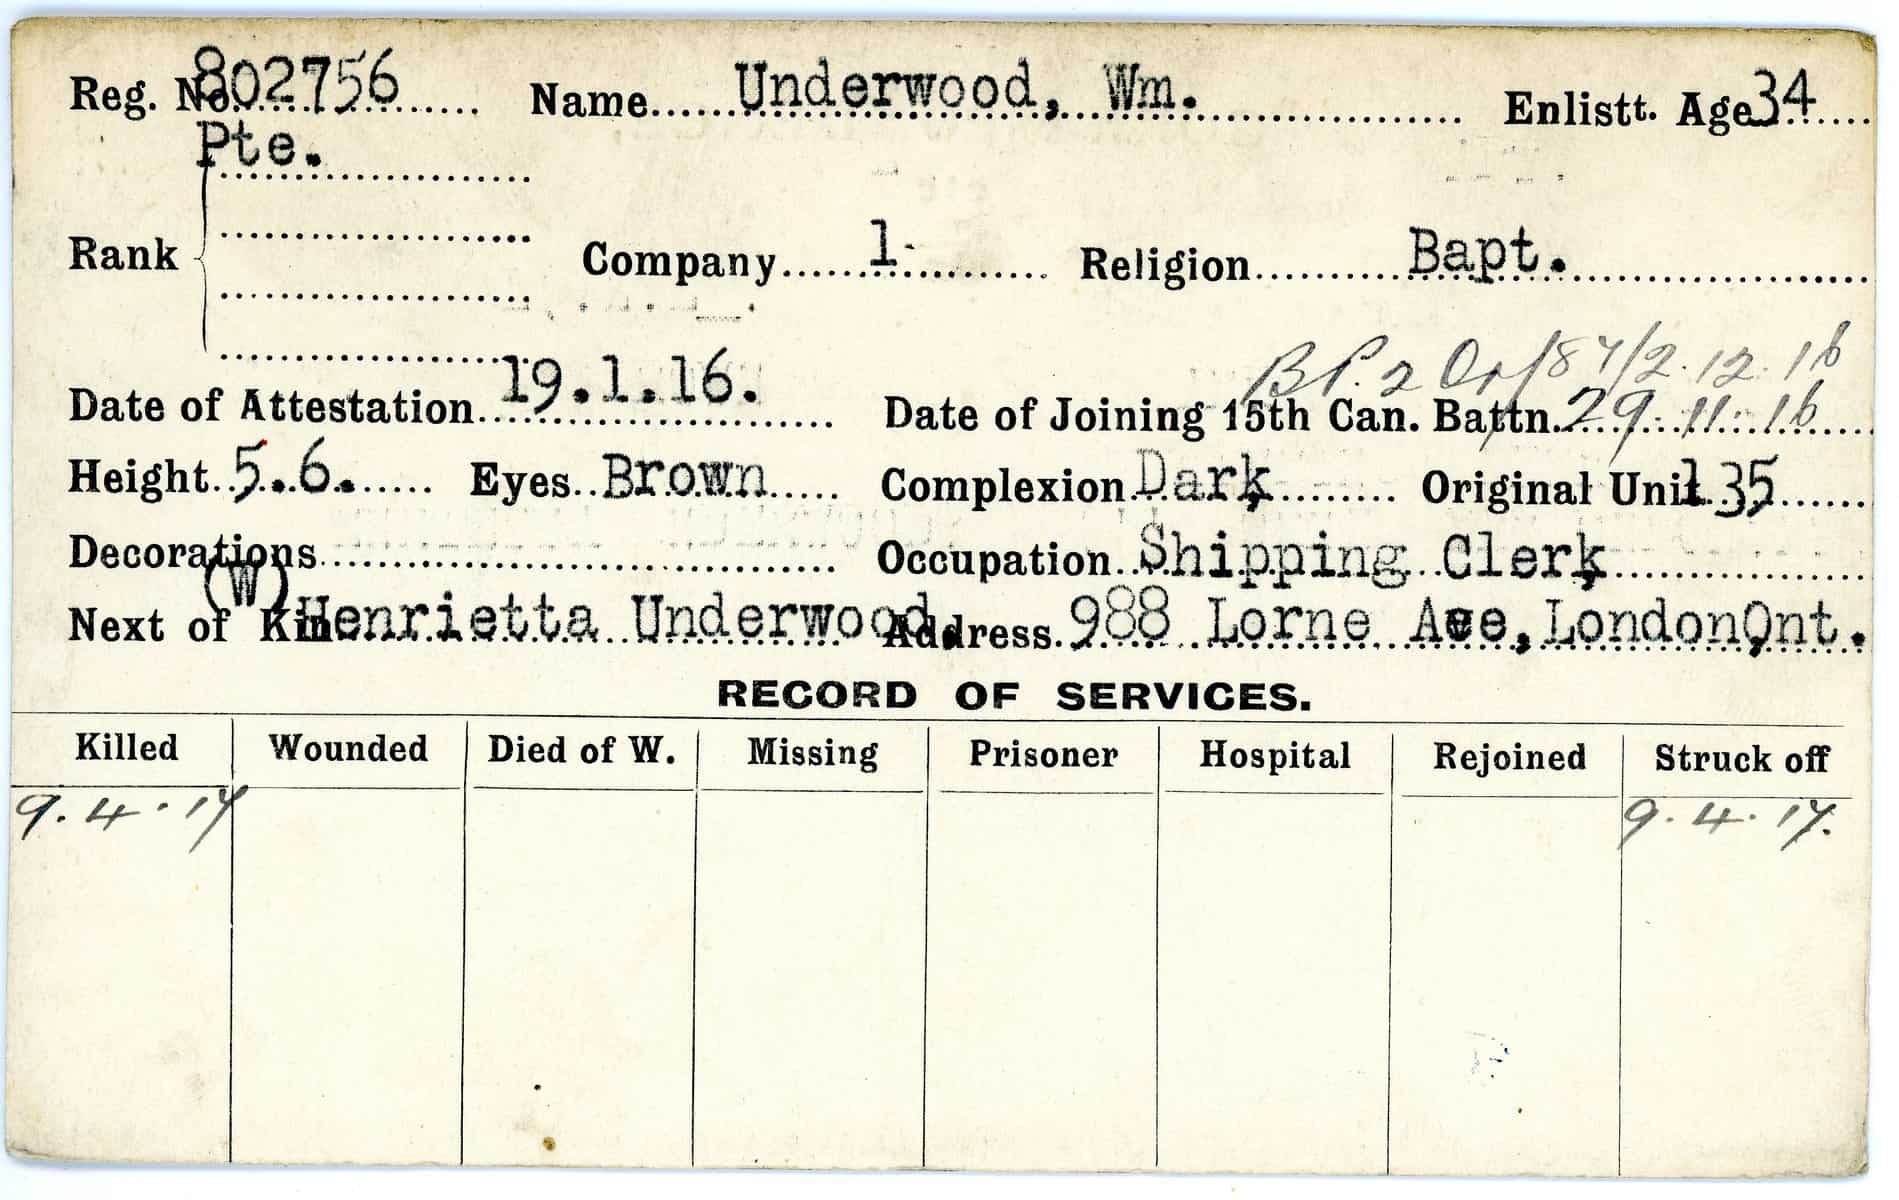 Reg. No. 802756 Name Underwood, Wm. Enlistt. Age 34
Pte.
Rank Company 1 Religion Bapt.
B P. 2 Or/87/2.12.16
Date of Attestation 19.1.16. Date of Joining 15th Can. Battn. 29.11.16
Height 5.6. Eyes Brown Complexion Dark, Original Unit 135
Decorations Occupation Shipping Clerk,
(W)
Next of Kin Henrietta Underwood. Address 988 Lorne Ave, London, Ont.
RECORD OF SERVICES.
Killed Wounded Died of W. Missing Prisoner Hospital Rejoined Struck off
9.4.17 9.4.17.